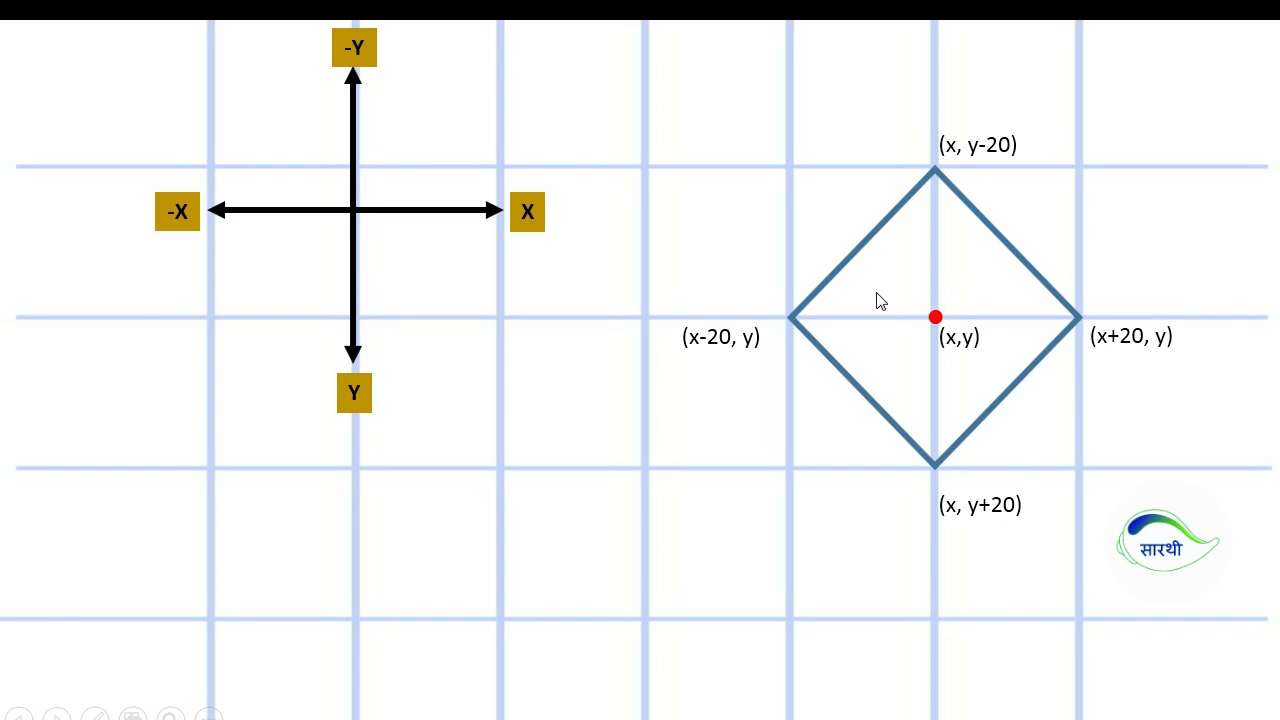 -Y
-X
X
Y
(x, y-20)
(x-20, y)
(x,y)
(x+20, y)
(x, y+20)
सारथी